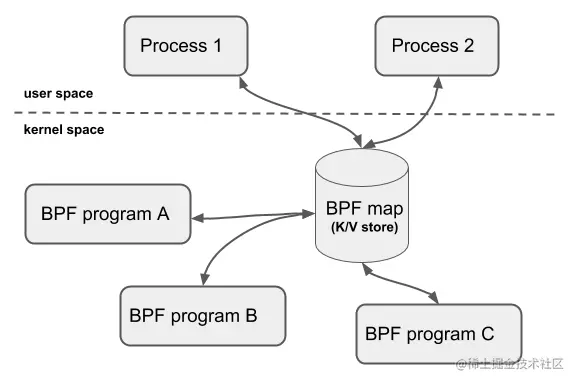 Process 1
Process 2
user space
kernel space
BPF program A
BPF map
(K/V store)
BPF program B
BPF program C
@稀土掘金技术社区